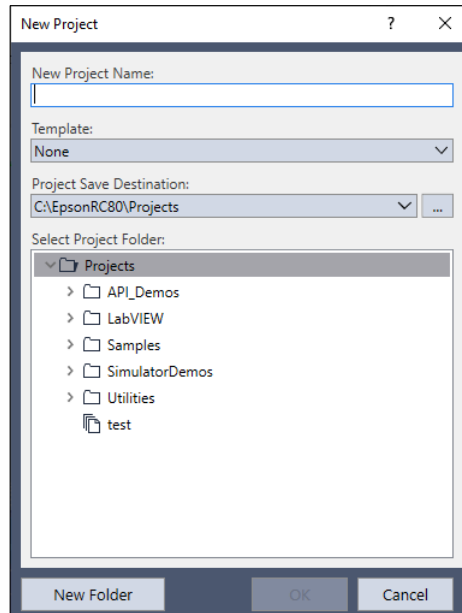 New Project
?
New Project Name:
Template:
None
Project Save Destination:
C:\EpsonRC80\Projects
...
Select Project Folder:
Projects
API_Demos
LabVIEW
Samples
SimulatorDemos
Utilities
test
New Folder
OK
Cancel